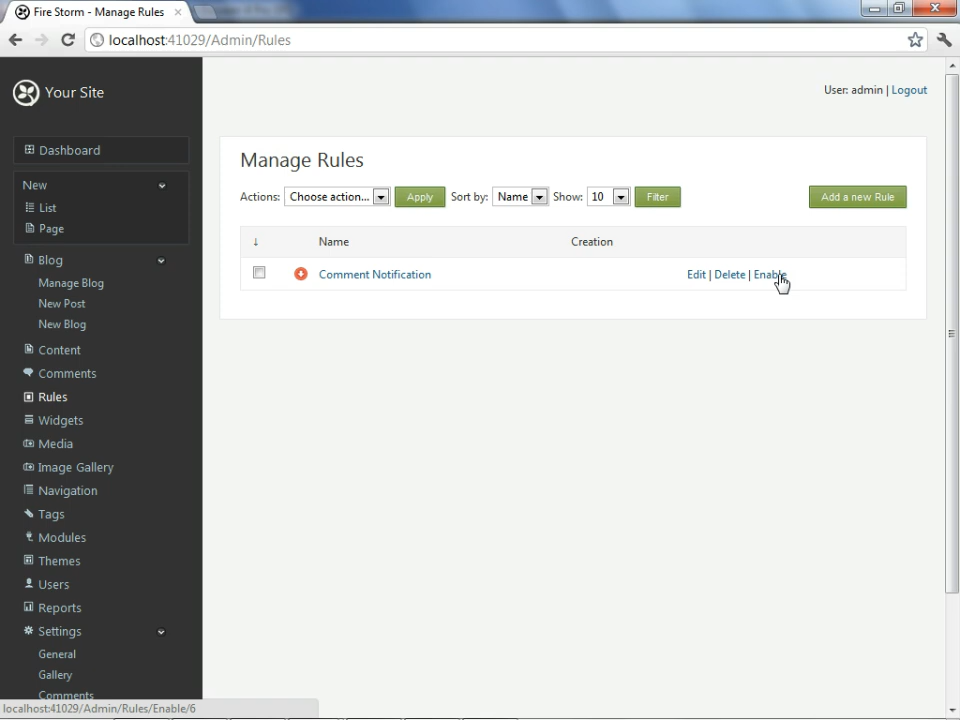 Fire Storm - Manage Rules
localhost:41029/Admin/Rules
Your Site
User: admin | Logout
Dashboard
New
List
Page
Blog
Manage Blog
New Post
New Blog
Content
Comments
Rules
Widgets
Media
Image Gallery
Navigation
Tags
Modules
Themes
Users
Reports
Settings
General
Gallery
Comments
Manage Rules
Actions: Choose action... Apply Sort by: Name Show: 10 Filter Add a new Rule
Name Creation
Comment Notification Edit | Delete | Enable
localhost:41029/Admin/Rules/Enable/6